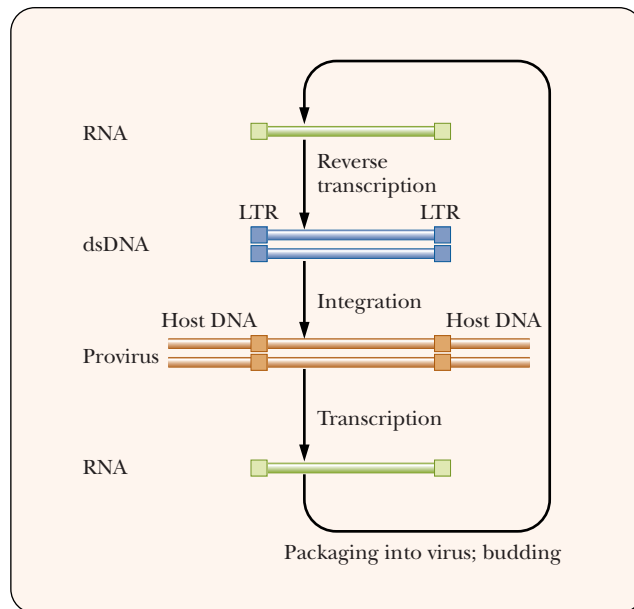 RNA
Reverse
transcription
LTR LTR
dsDNA
Integration
Host DNA Host DNA
Provirus
Transcription
RNA
Packaging into virus; budding